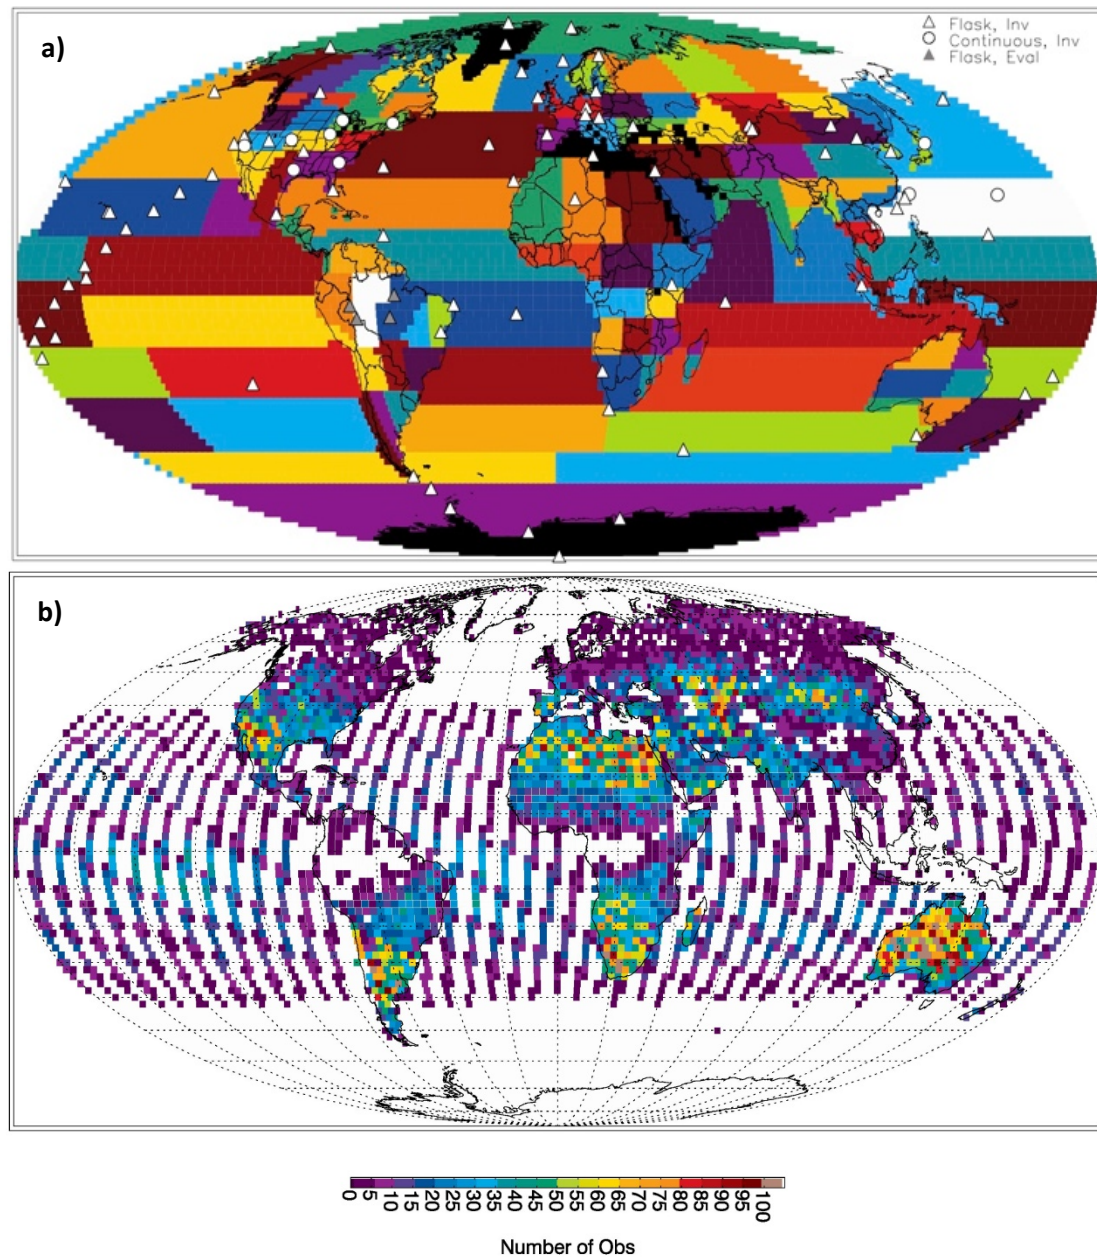 a)
Flask, Inv
Continuous, Inv
Flask, Eval
b)
0 5 10 15 20 25 30 35 40 45 50 55 60 65 70 75 80 85 90 95 100
Number of Obs